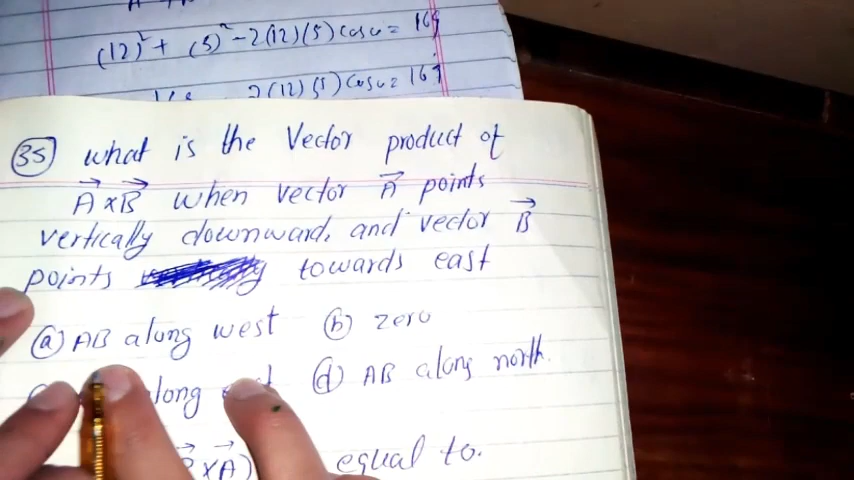 (12)² + (5)² - 2(12)(5) cos = 169
2(12)(5) cos = 169
35 what is the Vector product of
A × B when vector A points
vertically downward, and vector B
points towards east
(a) AB along west (b) zero
along (d) AB along north.
× A) equal to.